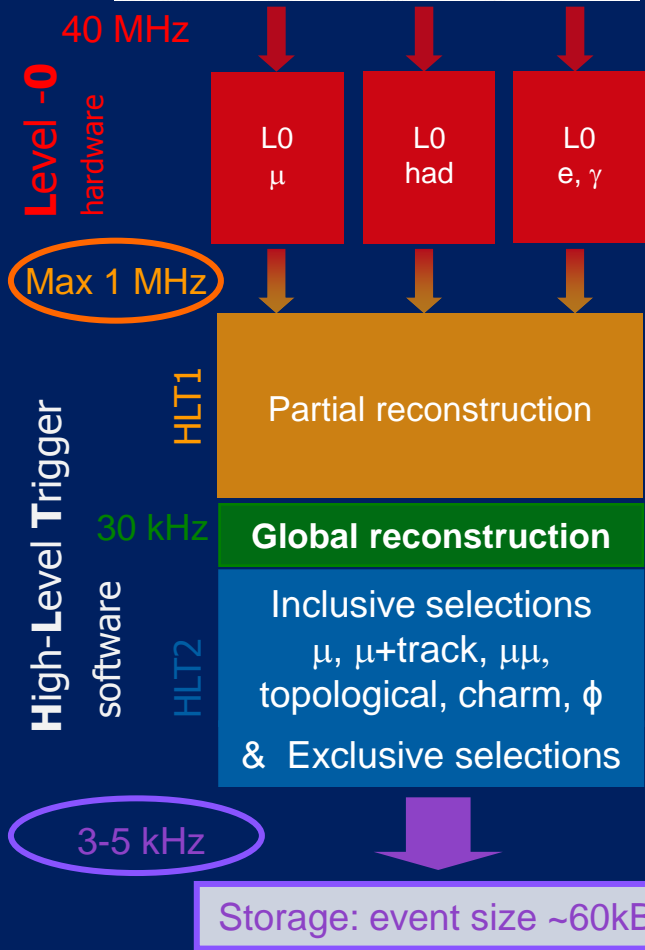 40 MHz
Level -0
hardware
L0
μ
L0
had
L0
e, γ
Max 1 MHz
High-Level Trigger
software
HLT1
Partial reconstruction
30 kHz
Global reconstruction
HLT2
Inclusive selections
μ, μ+track, μμ,
topological, charm, ϕ
& Exclusive selections
3-5 kHz
Storage: event size ~60kB